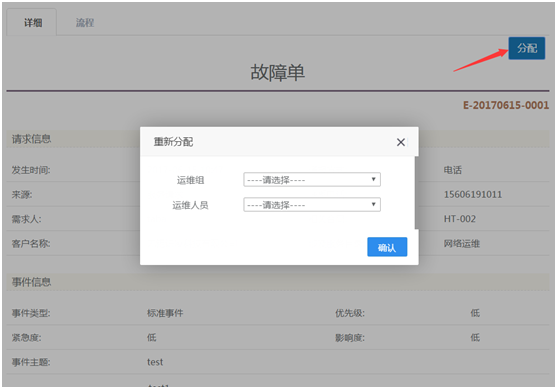 详细 流程
分配
故障单
E-20170615-0001
请求信息
重新分配 ×
发生时间: 电话
运维组 ----请选择----
来源: 15606191011
运维人员 ----请选择----
需求人: HT-002
客户名称: 网络运维
确认
事件信息
事件类型: 标准事件 优先级: 低
紧急度: 低 影响度: 低
事件主题: test